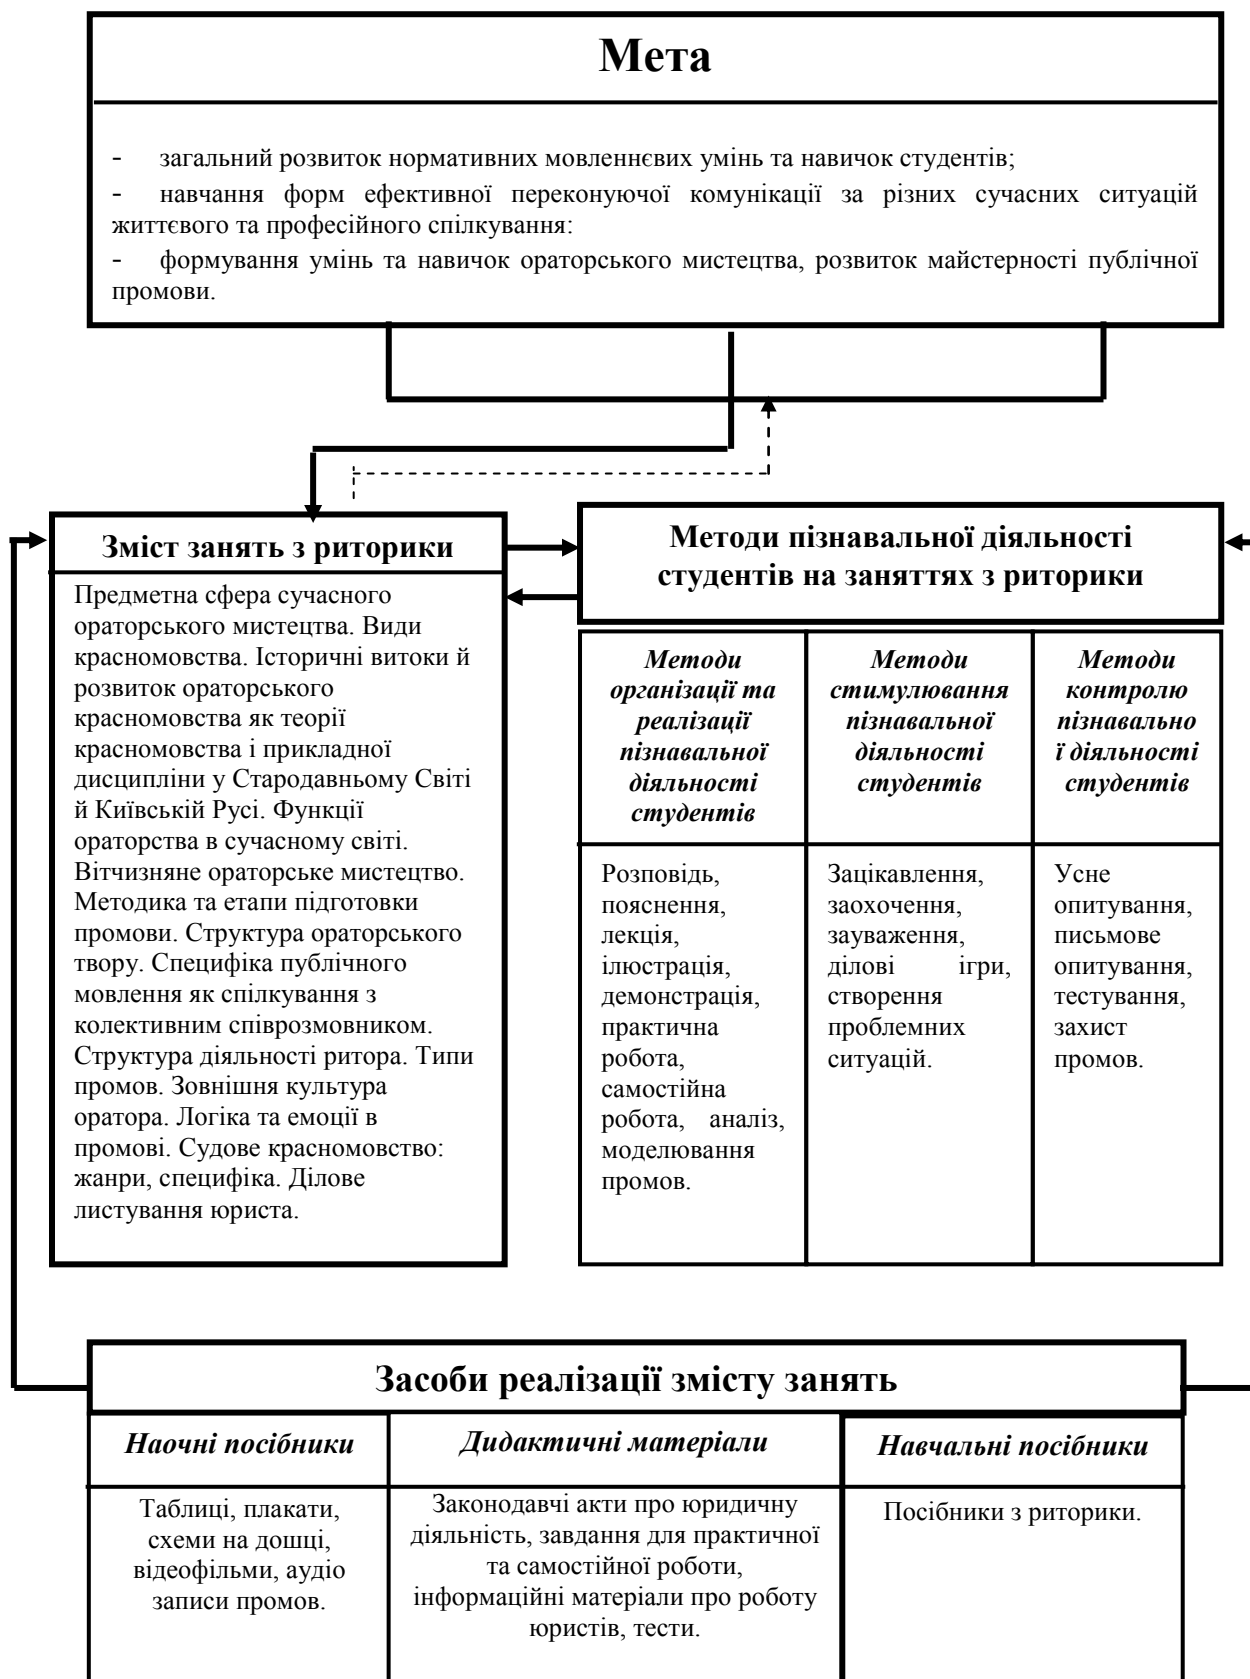 Мета
- загальний розвиток нормативних мовленнєвих умінь та навичок студентів;
- навчання форм ефективної переконуючої комунікації за різних сучасних ситуацій
життєвого та професійного спілкування:
- формування умінь та навичок ораторського мистецтва, розвиток майстерності публічної
промови.
Зміст занять з риторики
Предметна сфера сучасного
ораторського мистецтва. Види
красномовства. Історичні витоки й
розвиток ораторського
красномовства як теорії
красномовства і прикладної
дисципліни у Стародавньому Світі
й Київській Русі. Функції
ораторства в сучасному світі.
Вітчизняне ораторське мистецтво.
Методика та етапи підготовки
промови. Структура ораторського
твору. Специфіка публічного
мовлення як спілкування з
колективним співрозмовником.
Структура діяльності ритора. Типи
промов. Зовнішня культура
оратора. Логіка та емоції в
промові. Судове красномовство:
жанри, специфіка. Ділове
листування юриста.
Методи пізнавальної діяльності
студентів на заняттях з риторики
Методи
організації та
реалізації
пізнавальної
діяльності
студентів
Розповідь,
пояснення,
лекція,
ілюстрація,
демонстрація,
практична
робота,
самостійна
робота, аналіз,
моделювання
промов.
Методи
стимулювання
пізнавальної
діяльності
студентів
Зацікавлення,
заохочення,
зауваження,
ділові ігри,
створення
проблемних
ситуацій.
Методи
контролю
пізнавально
ї діяльності
студентів
Усне
опитування,
письмове
опитування,
тестування,
захист
промов.
Засоби реалізації змісту занять
Наочні посібники
Таблиці, плакати,
схеми на дошці,
відеофільми, аудіо
записи промов.
Дидактичні матеріали
Законодавчі акти про юридичну
діяльність, завдання для практичної
та самостійної роботи,
інформаційні матеріали про роботу
юристів, тести.
Навчальні посібники
Посібники з риторики.